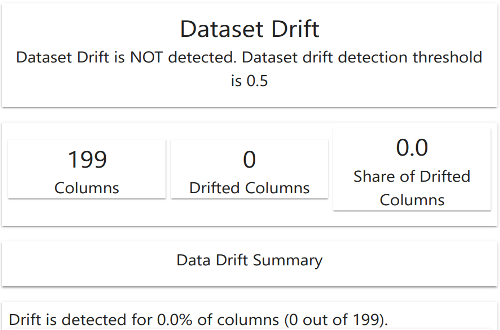 Dataset Drift
Dataset Drift is NOT detected. Dataset drift detection threshold
is 0.5
199
Columns
0
Drifted Columns
0.0
Share of Drifted
Columns
Data Drift Summary
Drift is detected for 0.0% of columns (0 out of 199).